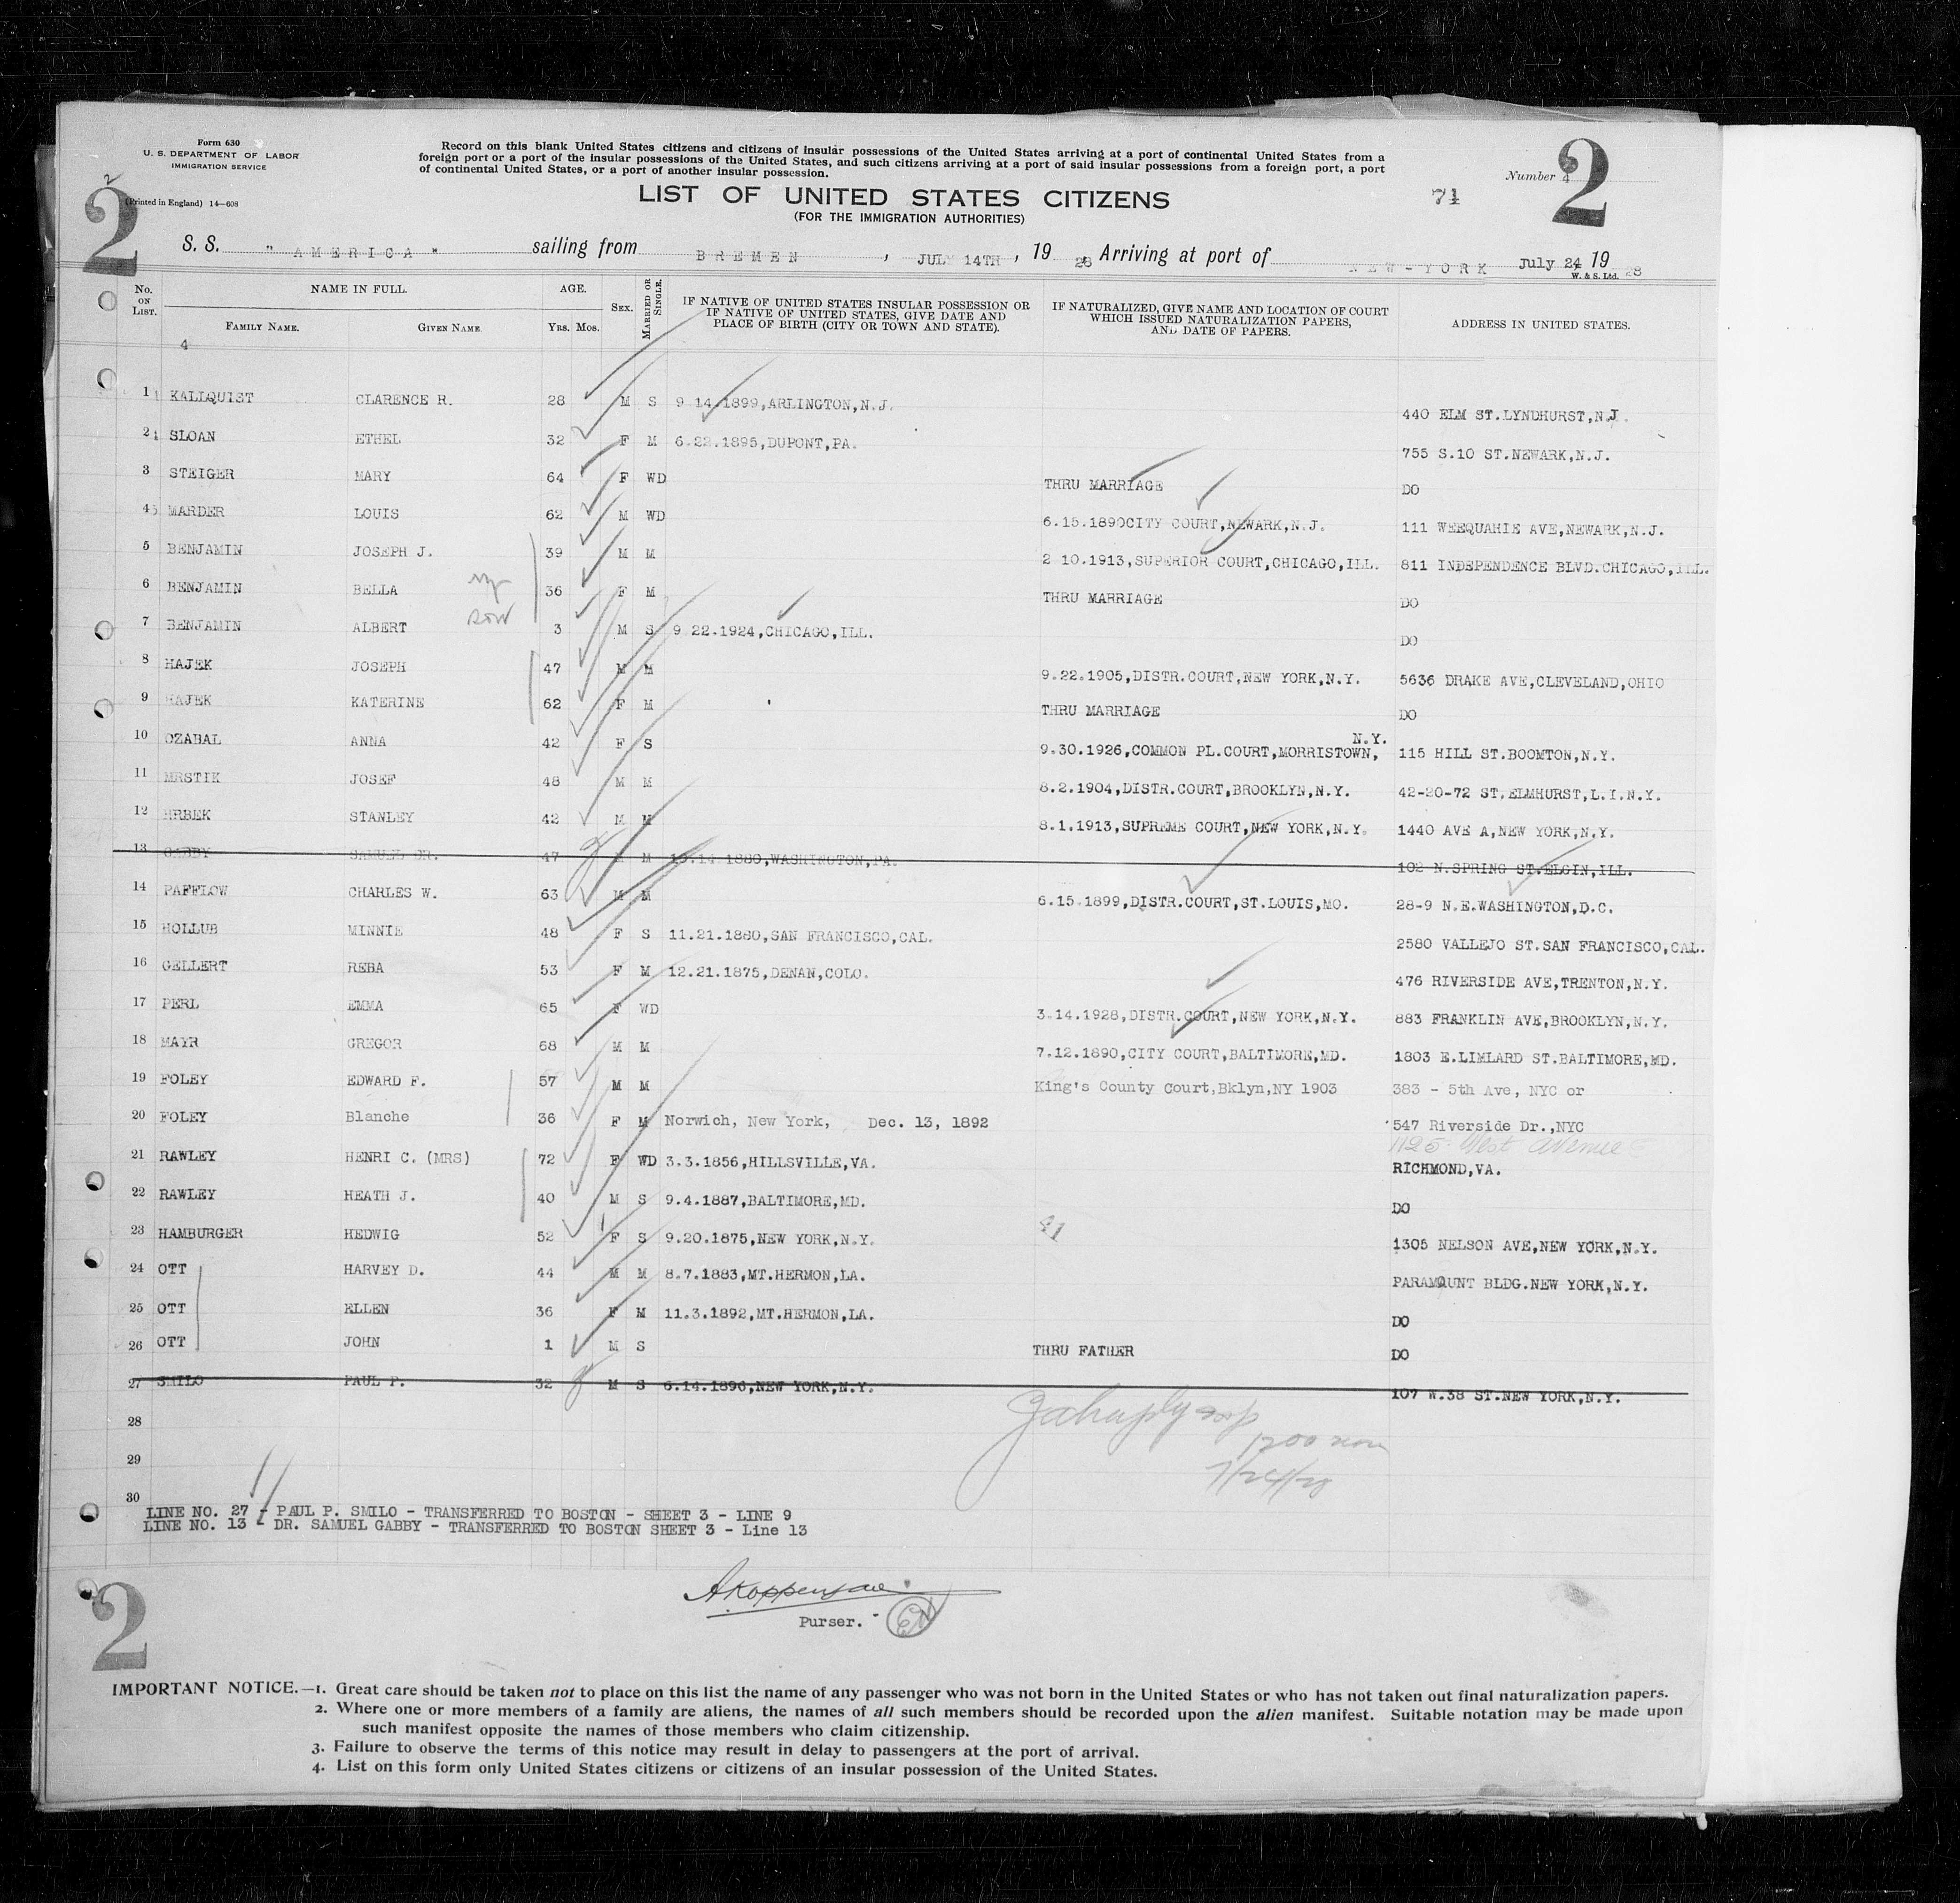 Form 630
U. S. DEPARTMENT OF LABOR
IMMIGRATION SERVICE
(Printed in England) 14—608
Record on this blank United States citizens and citizens of insular possessions of the United States arriving at a port of continental United States from a
foreign port or a port of the insular possessions of the United States, and such citizens arriving at a port of said insular possessions from a foreign port, a port
of continental United States, or a port of another insular possession.
Number 4
2
2
2
LIST OF UNITED STATES CITIZENS
(FOR THE IMMIGRATION AUTHORITIES)
71
S. S. "AMERICA" sailing from BREMEN, JULY 14TH, 19 28 Arriving at port of NEW-YORK July 24 19 28
W. & S. Ltd.
No. ON LIST. NAME IN FULL. AGE. SEX. MARRIED OR SINGLE. IF NATIVE OF UNITED STATES INSULAR POSSESSION OR IF NATIVE OF UNITED STATES, GIVE DATE AND PLACE OF BIRTH (CITY OR TOWN AND STATE). IF NATURALIZED, GIVE NAME AND LOCATION OF COURT WHICH ISSUED NATURALIZATION PAPERS, AND DATE OF PAPERS. ADDRESS IN UNITED STATES.
FAMILY NAME. GIVEN NAME. YRS. MOS.
4
1 KALLQUIST CLARENCE R. 28 M S 9 14.1899,ARLINGTON,N.J. 440 ELM ST.LYNDHURST,N.J.
2 SLOAN ETHEL 32 F M 6.22.1895,DUPONT,PA. 755 S.10 ST.NEWARK,N.J.
3 STEIGER MARY 64 F WD THRU MARRIAGE DO
4 MARDER LOUIS 62 M WD 6.15.1890CITY COURT,NEWARK,N.J. 111 WEEQUAHIE AVE,NEWARK,N.J.
5 BENJAMIN JOSEPH J. 39 M M 2 10.1913,SUPERIOR COURT,CHICAGO,ILL. 811 INDEPENDENCE BLVD.CHICAGO,ILL.
6 BENJAMIN BELLA 36 F M THRU MARRIAGE DO
7 BENJAMIN ALBERT son 3 M S 9.22.1924,CHICAGO,ILL. DO
8 HAJEK JOSEPH 47 M M 9.22.1905,DISTR.COURT,NEW YORK,N.Y. 5636 DRAKE AVE,CLEVELAND,OHIO
9 HAJEK KATERINE 62 F M THRU MARRIAGE DO
10 OZABAL ANNA 42 F S 9.30.1926,COMMON PL.COURT,MORRISTOWN, N.Y. 115 HILL ST.BOOMTON,N.Y.
11 MRSTIK JOSEF 48 M M 8.2.1904,DISTR.COURT,BROOKLYN,N.Y. 42-20-72 ST.ELMHURST,L.I.N.Y.
12 HRBEK STANLEY 42 M M 8.1.1913,SUPREME COURT,NEW YORK,N.Y. 1440 AVE A,NEW YORK,N.Y.
13 GABBY SAMUEL DR. 47 M M 10.14 1880,WASHINGTON,PA. 102 N.SPRING ST.ELGIN,ILL.
14 PAFFLOW CHARLES W. 63 M M 6.15.1899,DISTR.COURT,ST.LOUIS,MO. 28-9 N.E.WASHINGTON,D.C.
15 HOLLUB MINNIE 48 F S 11.21.1880,SAN FRANCISCO,CAL. 2580 VALLEJO ST.SAN FRANCISCO,CAL.
16 GELLERT REBA 53 F M 12.21.1875,DENAN,COLO. 476 RIVERSIDE AVE,TRENTON,N.Y.
17 PERL EMMA 65 F WD 3.14.1928,DISTR.COURT,NEW YORK,N.Y. 883 FRANKLIN AVE,BROOKLYN,N.Y.
18 MAYR GREGOR 68 M M 7.12.1890,CITY COURT,BALTIMORE,MD. 1803 E.LIMLARD ST.BALTIMORE,MD.
19 FOLEY EDWARD F. 57 M M King's County Court,Bklyn,NY 1903 383 - 5th Ave, NYC or
20 FOLEY Blanche 36 F M Norwich, New York, Dec. 13, 1892 547 Riverside Dr.,NYC
1125 West Avenue
21 RAWLEY HENRI C. (MRS) 72 F WD 3.3.1856,HILLSVILLE,VA. RICHMOND,VA.
22 RAWLEY HEATH J. 40 M S 9.4.1887,BALTIMORE,MD. DO
23 HAMBURGER HEDWIG 52 F S 9.20.1875,NEW YORK,N.Y. 1305 NELSON AVE,NEW YORK,N.Y.
24 OTT HARVEY D. 44 M M 8.7.1883,MT.HERMON,LA. PARAMOUNT BLDG.NEW YORK,N.Y.
25 OTT ELLEN 36 F M 11.3.1892,MT.HERMON,LA. DO
26 OTT JOHN 1 M S THRU FATHER DO
27 SMILO PAUL P. 32 M S 6.14.1896,NEW YORK,N.Y. 107 W.38 ST.NEW YORK,N.Y.
28
1200 noon
29
7/24/28
30
LINE NO. 27 - PAUL P. SMILO - TRANSFERRED TO BOSTON - SHEET 3 - LINE 9
LINE NO. 13 - DR. SAMUEL GABBY - TRANSFERRED TO BOSTON SHEET 3 - Line 13
Purser.
2
IMPORTANT NOTICE.—1. Great care should be taken not to place on this list the name of any passenger who was not born in the United States or who has not taken out final naturalization papers.
2. Where one or more members of a family are aliens, the names of all such members should be recorded upon the alien manifest. Suitable notation may be made upon
such manifest opposite the names of those members who claim citizenship.
3. Failure to observe the terms of this notice may result in delay to passengers at the port of arrival.
4. List on this form only United States citizens or citizens of an insular possession of the United States.